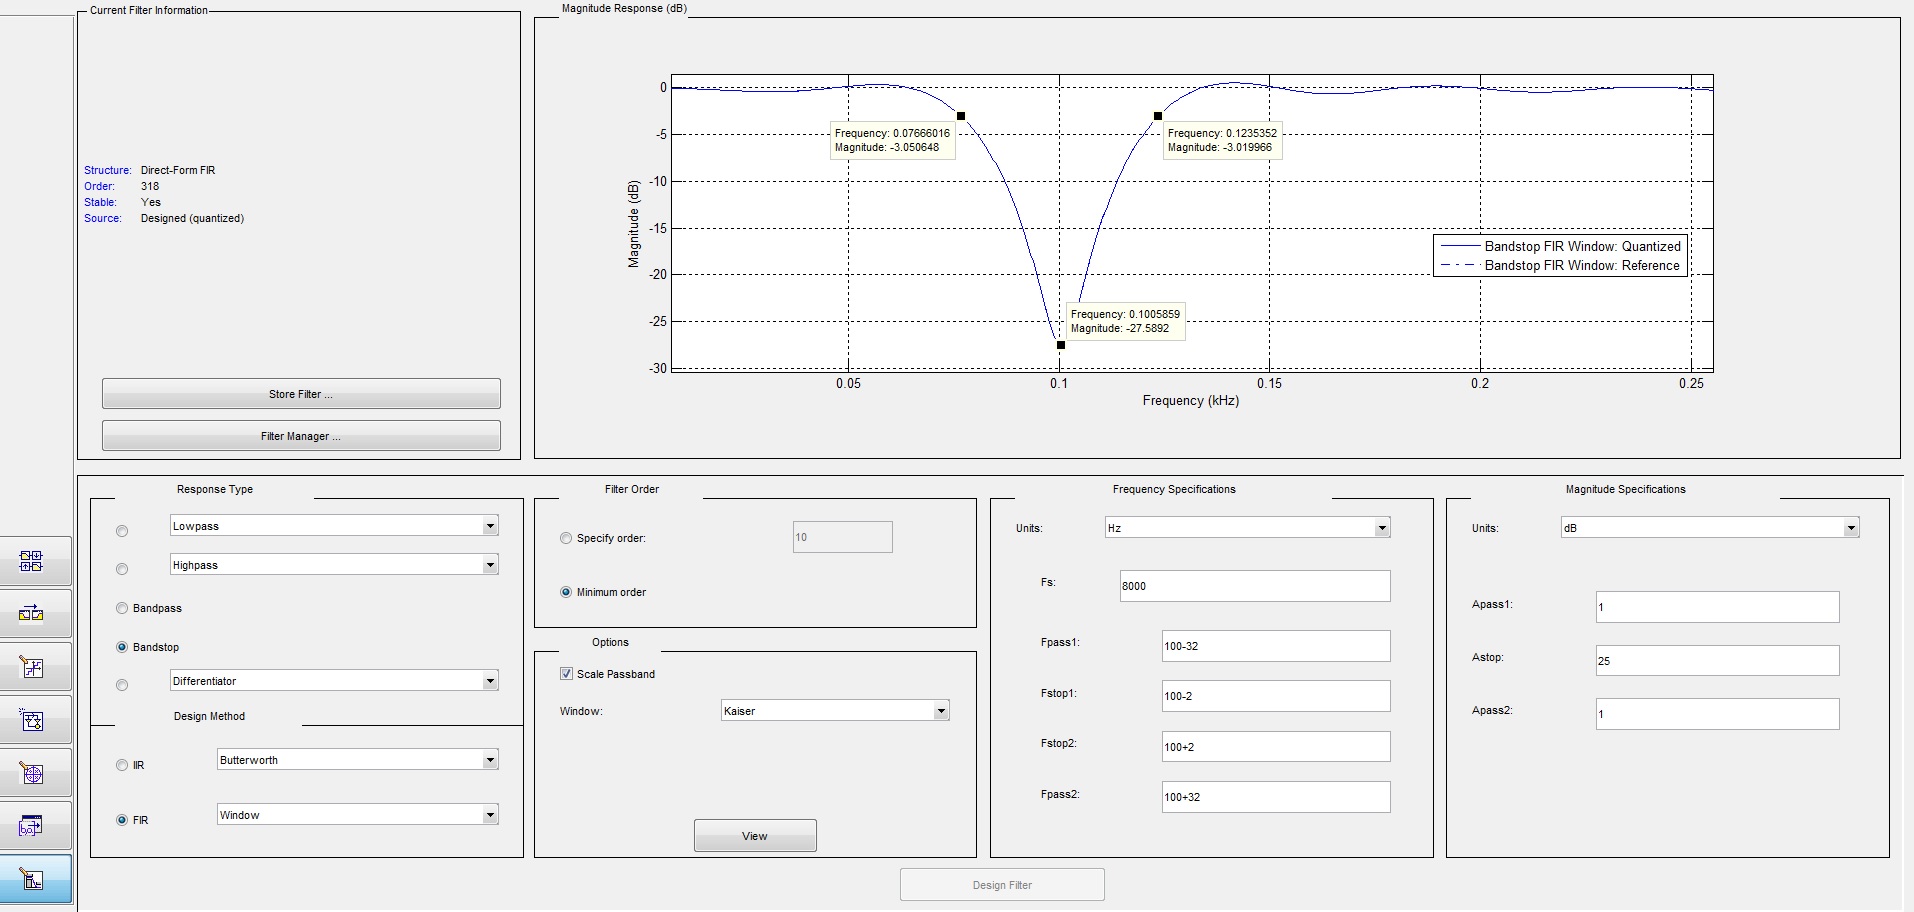 Current Filter Information
Structure: Direct-Form FIR
Order: 318
Stable: Yes
Source: Designed (quantized)
Store Filter ...
Filter Manager ...
Magnitude Response (dB)
0
-5
-10
-15
-20
-25
-30
Magnitude (dB)
Frequency: 0.07666016
Magnitude: -3.050648
Frequency: 0.1235352
Magnitude: -3.019966
Frequency: 0.1005859
Magnitude: -27.5892
Bandstop FIR Window: Quantized
Bandstop FIR Window: Reference
0.05 0.1 0.15 0.2 0.25
Frequency (kHz)
Response Type
Lowpass
Highpass
Bandpass
Bandstop
Differentiator
Design Method
IIR Butterworth
FIR Window
Filter Order
Specify order: 10
Minimum order
Options
Scale Passband
Window: Kaiser
View
Frequency Specifications
Units: Hz
Fs: 8000
Fpass1: 100-32
Fstop1: 100-2
Fstop2: 100+2
Fpass2: 100+32
Magnitude Specifications
Units: dB
Apass1: 1
Astop: 25
Apass2: 1
Design Filter